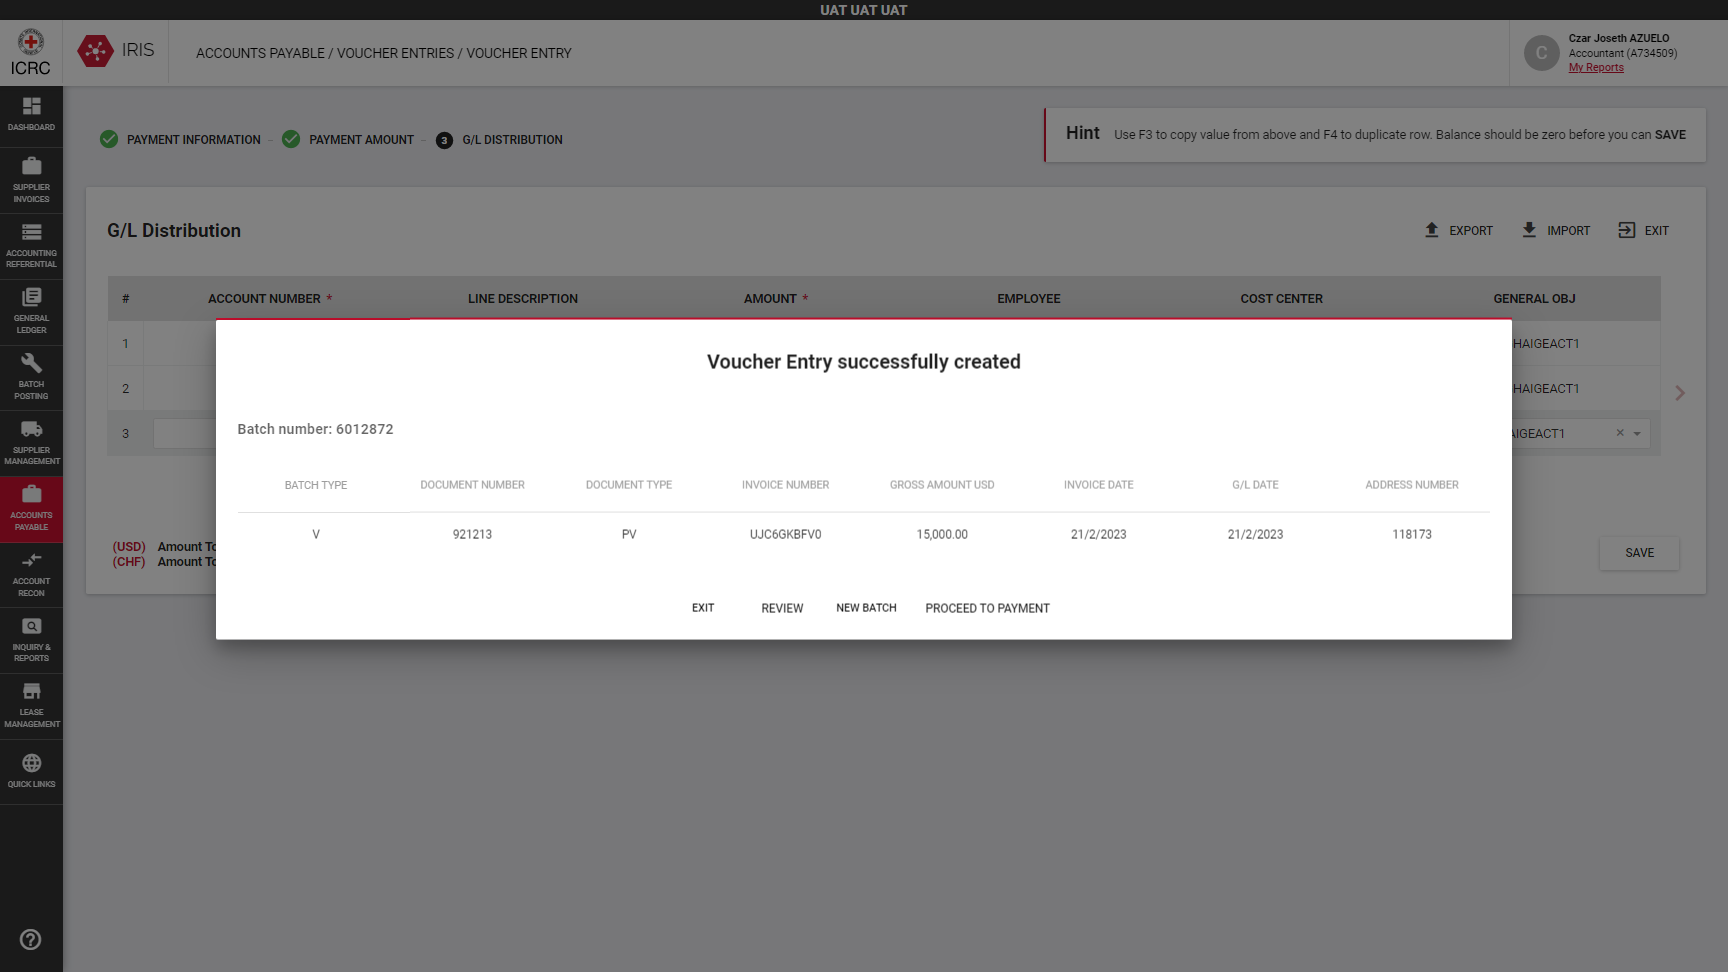 UAT UAT UAT
ICRC
IRIS
ACCOUNTS PAYABLE / VOUCHER ENTRIES / VOUCHER ENTRY
C
Czar Joseth AZUELO
Accountant (A734509)
My Reports
DASHBOARD
SUPPLIER
INVOICES
ACCOUNTING
REFERENTIAL
GENERAL
LEDGER
BATCH
POSTING
SUPPLIER
MANAGEMENT
ACCOUNTS
PAYABLE
ACCOUNT
RECON
INQUIRY &
REPORTS
LEASE
MANAGEMENT
QUICK LINKS
PAYMENT INFORMATION
PAYMENT AMOUNT
3 G/L DISTRIBUTION
Hint Use F3 to copy value from above and F4 to duplicate row. Balance should be zero before you can SAVE
G/L Distribution
EXPORT IMPORT EXIT
# ACCOUNT NUMBER * LINE DESCRIPTION AMOUNT * EMPLOYEE COST CENTER GENERAL OBJ
1 HAIGEACT1
2 HAIGEACT1
3 AIGEACT1
(USD) Amount To
(CHF) Amount To
SAVE
Voucher Entry successfully created
Batch number: 6012872
BATCH TYPE DOCUMENT NUMBER DOCUMENT TYPE INVOICE NUMBER GROSS AMOUNT USD INVOICE DATE G/L DATE ADDRESS NUMBER
V 921213 PV UJC6GKBFV0 15,000.00 21/2/2023 21/2/2023 118173
EXIT REVIEW NEW BATCH PROCEED TO PAYMENT